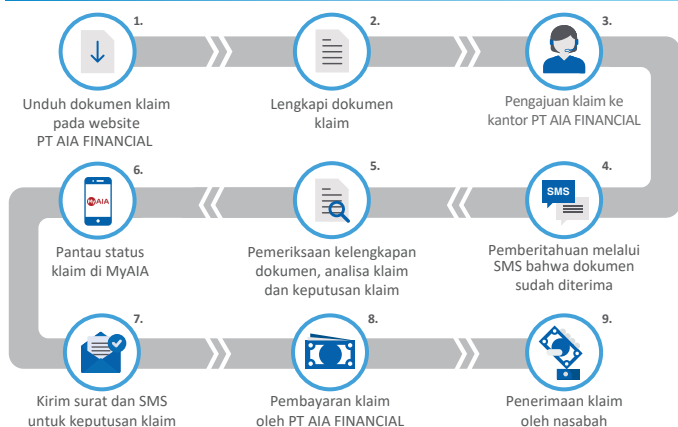 1.
Unduh dokumen klaim
pada website
PT AIA FINANCIAL
2.
Lengkapi dokumen
klaim
3.
Pengajuan klaim ke
kantor PT AIA FINANCIAL
4.
SMS
Pemberitahuan melalui
SMS bahwa dokumen
sudah diterima
5.
Pemeriksaan kelengkapan
dokumen, analisa klaim
dan keputusan klaim
6.
MyAIA
Pantau status
klaim di MyAIA
7.
Kirim surat dan SMS
untuk keputusan klaim
8.
Pembayaran klaim
oleh PT AIA FINANCIAL
9.
Penerimaan klaim
oleh nasabah